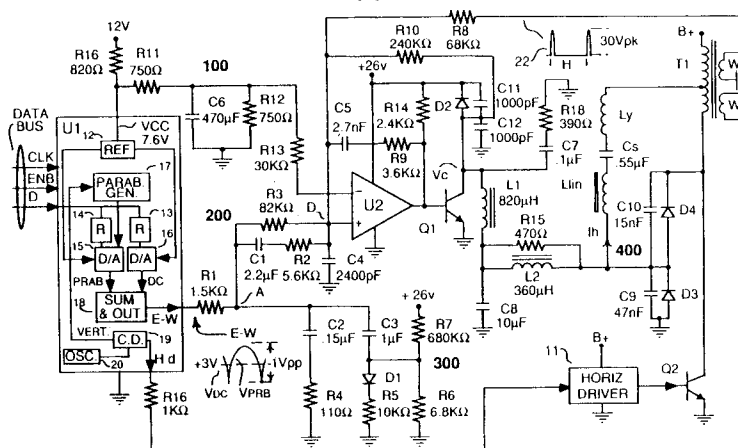 R10
240KΩ
R8
68KΩ
22
30Vpk
H
B+
T1
W
W
12V
R16
820Ω
R11
750Ω
100
+26v
C5
2.7nF
R14
2.4KΩ
D2
C11
1000pF
C12
1000pF
R18
390Ω
Ly
DATA
BUS
U1
12
VCC
7.6V
C6
470µF
R12
750Ω
R13
30KΩ
R9
3.6KΩ
Vc
C7
.1µF
Cs
.55µF
REF
CLK
ENB
D
17
PARAB.
GEN.
14
R
R
13
15
D/A
D/A
16
PRAB
DC
18
SUM
& OUT
E-W
200
R3
82KΩ
D
−
+
U2
Q1
L1
820µH
Llin
C10
15nF
D4
C1
2.2µF
R2
5.6KΩ
C4
2400pF
R15
470Ω
Ih
400
R1
1.5KΩ
A
L2
360µH
C8
10µF
C9
47nF
D3
VERT.
C.D.
19
OSC.
20
Hd
E-W
+3V
1Vpp
VDC
VPRB
C2
.15µF
C3
1µF
+ 26v
R7
680KΩ
300
D1
R4
110Ω
R5
10KΩ
R6
6.8KΩ
R16
1KΩ
B+
11
HORIZ
DRIVER
Q2